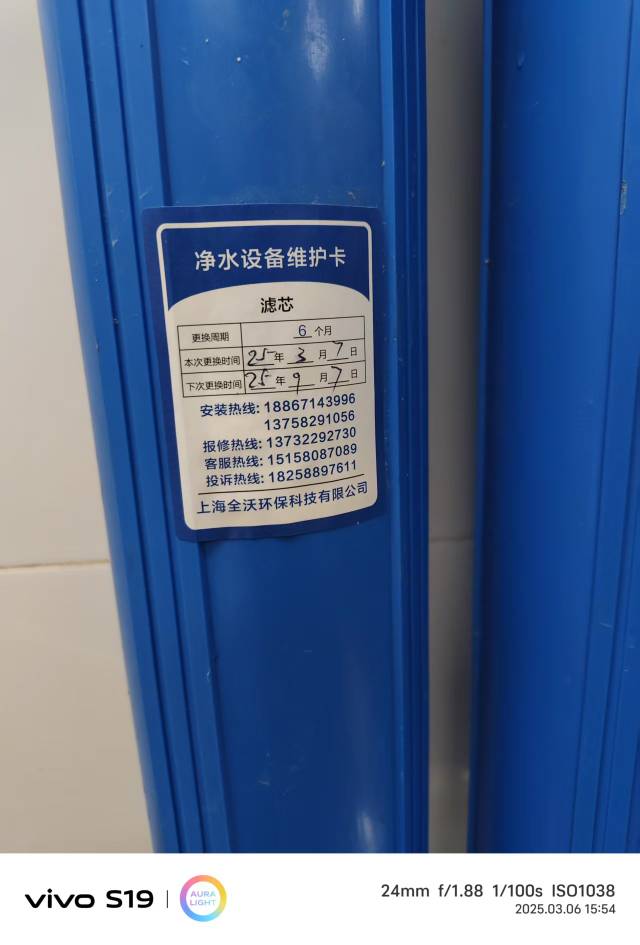 净水设备维护卡
滤芯
更换周期 6 个月
本次更换时间 25 年 3 月 7 日
下次更换时间 25 年 9 月 7 日
安装热线: 18867143996
13758291056
报修热线: 13732292730
客服热线: 15158087089
投诉热线: 18258897611
上海全沃环保科技有限公司
vivo S19 | AURA LIGHT
24mm f/1.88 1/100s ISO1038
2025.03.06 15:54